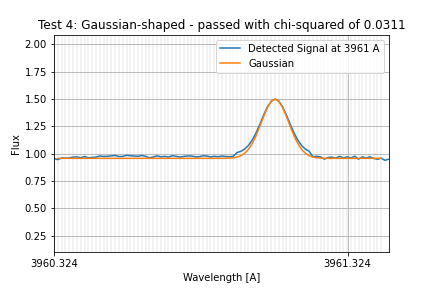 Test 4: Gaussian-shaped - passed with chi-squared of 0.0311
2.00
Detected Signal at 3961 A
Gaussian
1.75
1.50
1.25
1.00
0.75
0.50
0.25
Flux
3960.324
3961.324
Wavelength [A]